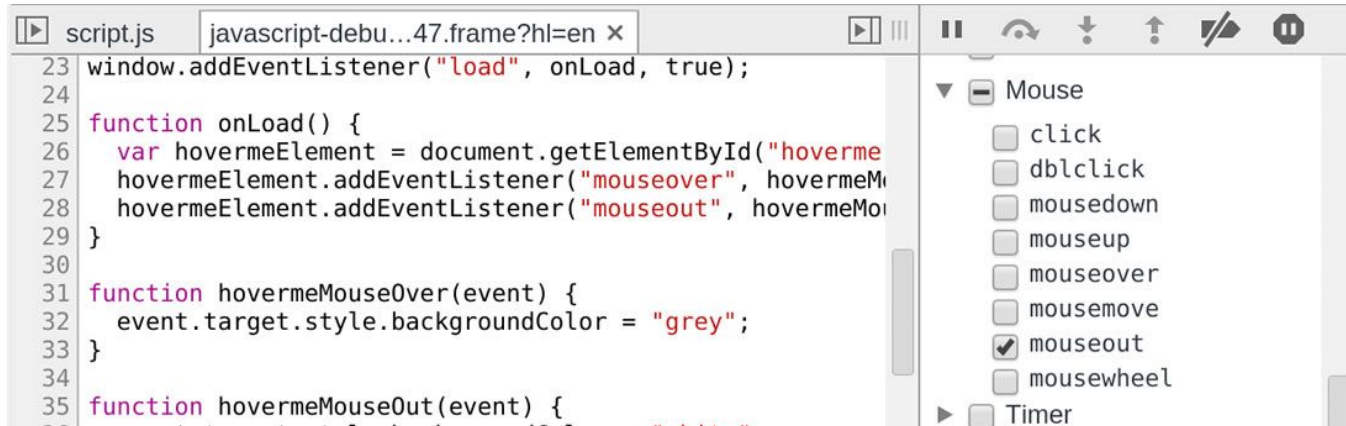 script.js javascript-debu...47.frame?hl=en ×
23 window.addEventListener("load", onLoad, true);
24
25 function onLoad() {
26 var hovermeElement = document.getElementById("hoverme
27 hovermeElement.addEventListener("mouseover", hovermeM
28 hovermeElement.addEventListener("mouseout", hovermeMou
29 }
30
31 function hovermeMouseOver(event) {
32 event.target.style.backgroundColor = "grey";
33 }
34
35 function hovermeMouseOut(event) {
Mouse
click
dblclick
mousedown
mouseup
mouseover
mousemove
mouseout
mousewheel
Timer